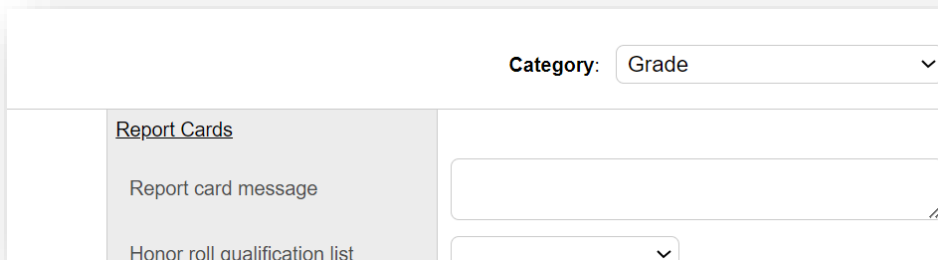 Category: Grade
Report Cards
Report card message
Honor roll qualification list